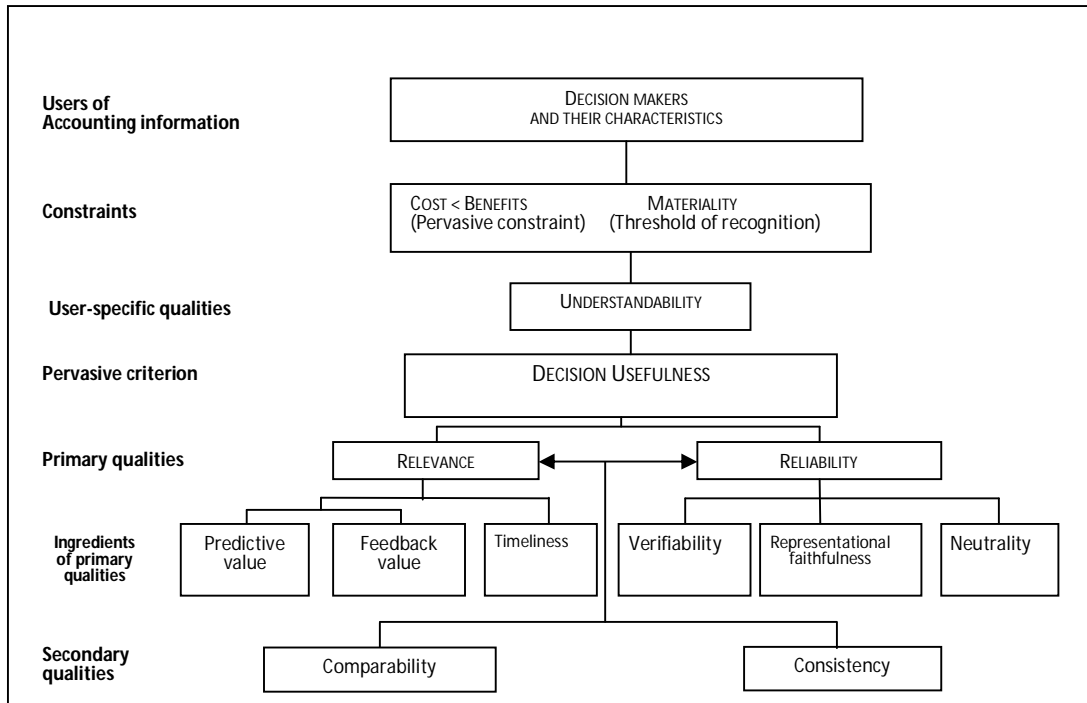 Users of
Accounting information
DECISION MAKERS
AND THEIR CHARACTERISTICS
Constraints
COST < BENEFITS
(Pervasive constraint)
MATERIALITY
(Threshold of recognition)
User-specific qualities
UNDERSTANDABILITY
Pervasive criterion
DECISION USEFULNESS
Primary qualities
RELEVANCE
RELIABILITY
Ingredients
of primary
qualities
Predictive
value
Feedback
value
Timeliness
Verifiability
Representational
faithfulness
Neutrality
Secondary
qualities
Comparability
Consistency